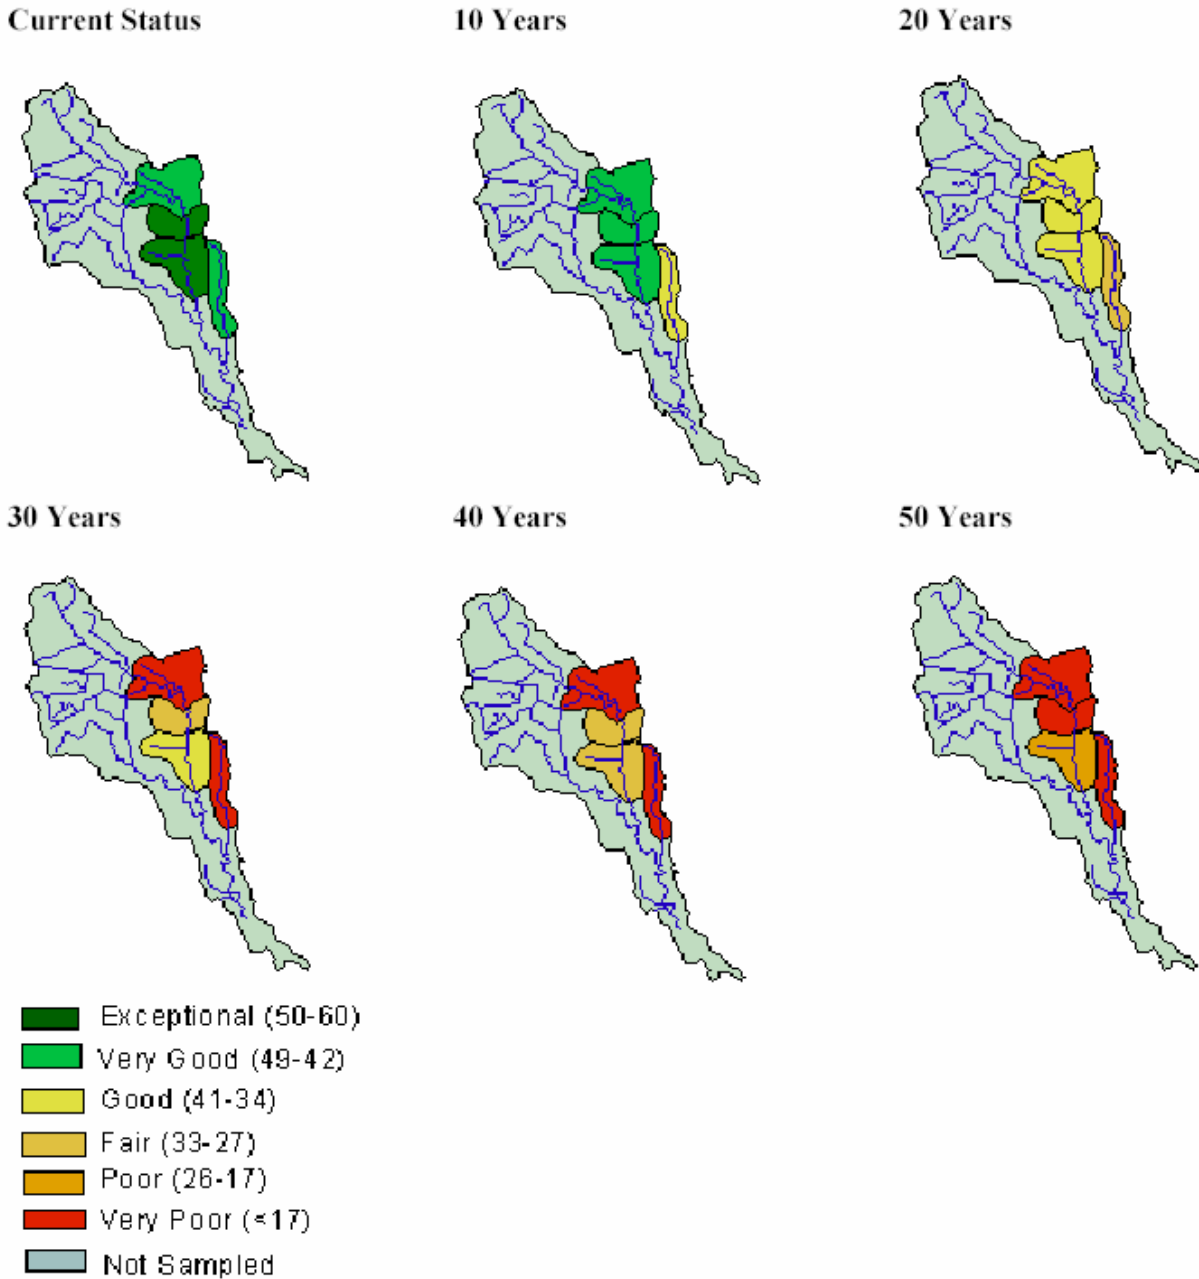 Current Status
10 Years
20 Years
30 Years
40 Years
50 Years
Exceptional (50-60)
Very Good (49-42)
Good (41-34)
Fair (33-27)
Poor (26-17)
Very Poor (<17)
Not Sampled